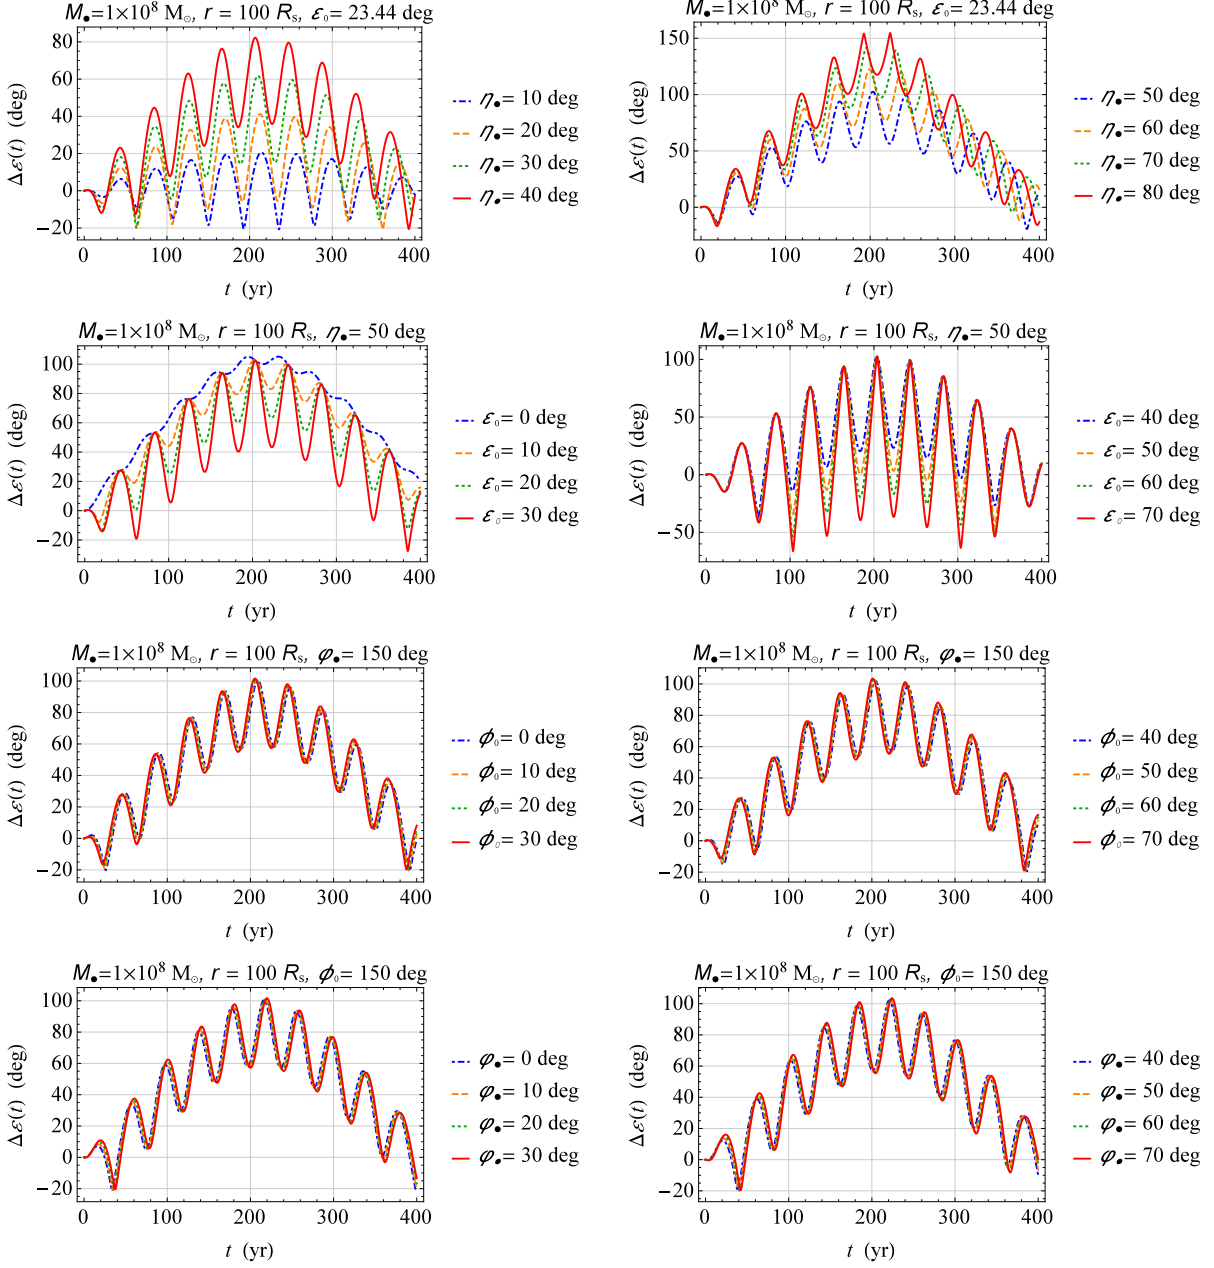 M●=1×10⁸ M☉, r = 100 Rₛ, ε₀= 23.44 deg
80
60
40
20
0
−20
0 100 200 300 400
Δε(t) (deg)
t (yr)
η●= 10 deg
η●= 20 deg
η●= 30 deg
η●= 40 deg
M●=1×10⁸ M☉, r = 100 Rₛ, ε₀= 23.44 deg
150
100
50
0
0 100 200 300 400
Δε(t) (deg)
t (yr)
η●= 50 deg
η●= 60 deg
η●= 70 deg
η●= 80 deg
M●=1×10⁸ M☉, r = 100 Rₛ, η●= 50 deg
100
80
60
40
20
0
−20
0 100 200 300 400
Δε(t) (deg)
t (yr)
ε₀= 0 deg
ε₀= 10 deg
ε₀= 20 deg
ε₀= 30 deg
M●=1×10⁸ M☉, r = 100 Rₛ, η●= 50 deg
100
50
0
−50
0 100 200 300 400
Δε(t) (deg)
t (yr)
ε₀= 40 deg
ε₀= 50 deg
ε₀= 60 deg
ε₀= 70 deg
M●=1×10⁸ M☉, r = 100 Rₛ, φ●= 150 deg
100
80
60
40
20
0
−20
0 100 200 300 400
Δε(t) (deg)
t (yr)
ϕ₀= 0 deg
ϕ₀= 10 deg
ϕ₀= 20 deg
ϕ₀= 30 deg
M●=1×10⁸ M☉, r = 100 Rₛ, φ●= 150 deg
100
80
60
40
20
0
−20
0 100 200 300 400
Δε(t) (deg)
t (yr)
ϕ₀= 40 deg
ϕ₀= 50 deg
ϕ₀= 60 deg
ϕ₀= 70 deg
M●=1×10⁸ M☉, r = 100 Rₛ, ϕ₀= 150 deg
100
80
60
40
20
0
−20
0 100 200 300 400
Δε(t) (deg)
t (yr)
φ●= 0 deg
φ●= 10 deg
φ●= 20 deg
φ●= 30 deg
M●=1×10⁸ M☉, r = 100 Rₛ, ϕ₀= 150 deg
100
80
60
40
20
0
−20
0 100 200 300 400
Δε(t) (deg)
t (yr)
φ●= 40 deg
φ●= 50 deg
φ●= 60 deg
φ●= 70 deg